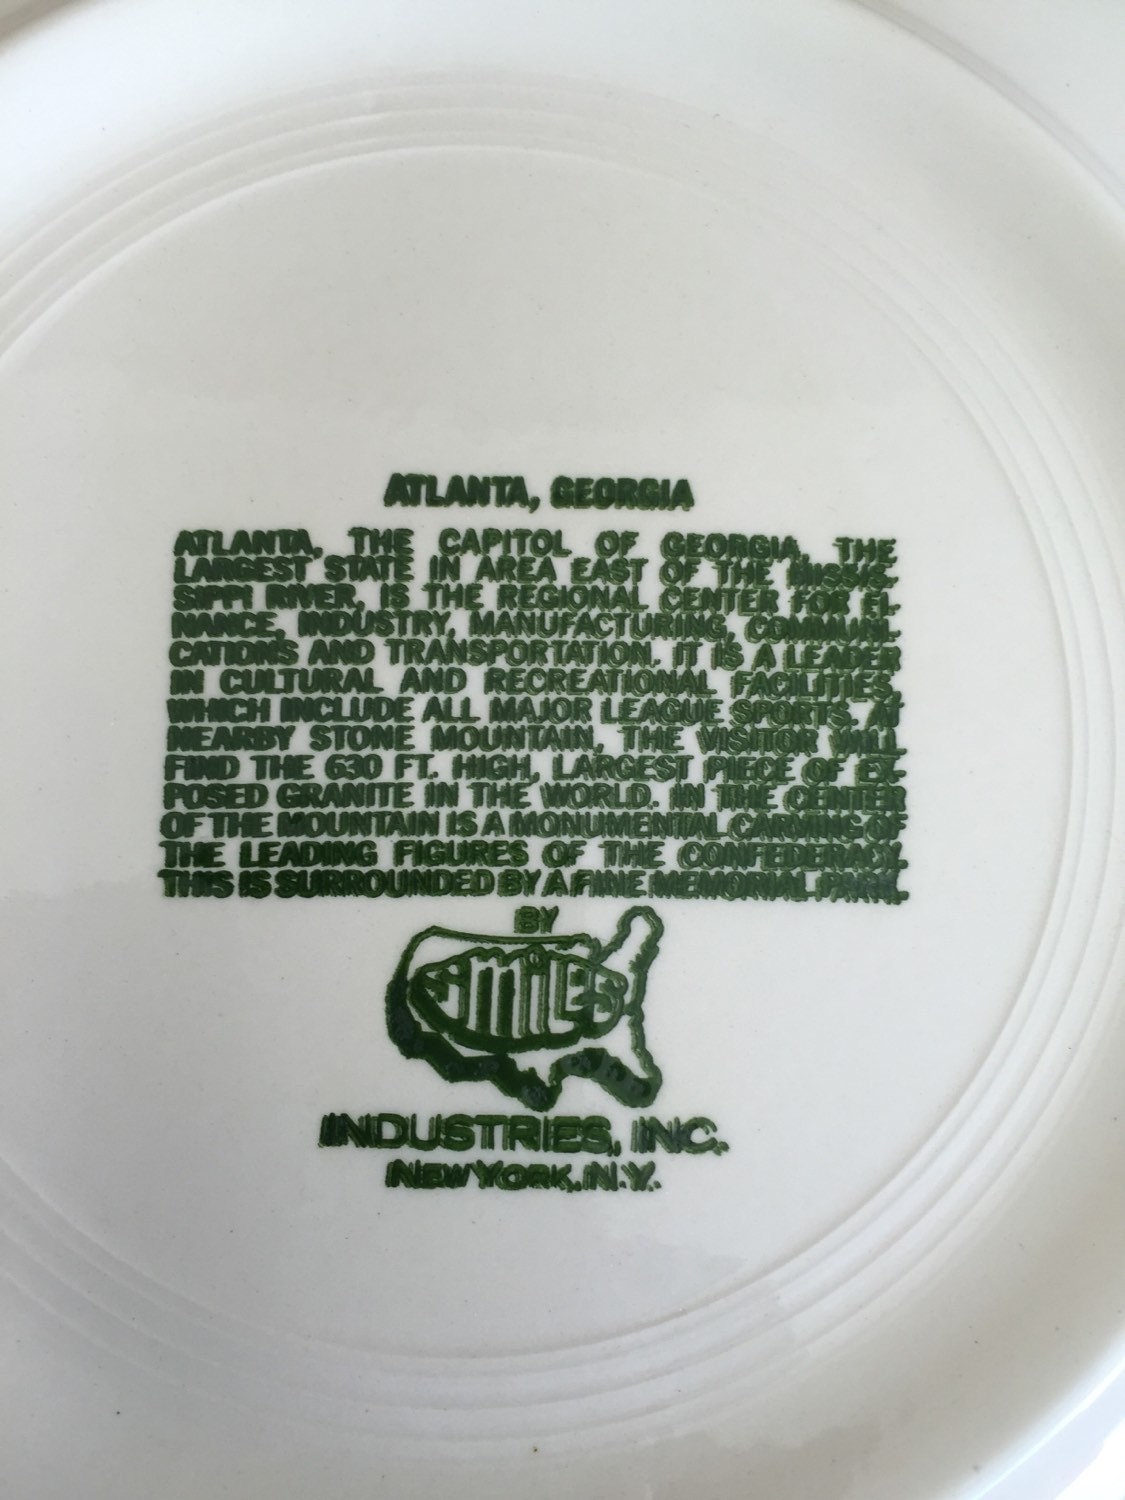 ATLANTA, GEORGIA
ATLANTA, THE CAPITOL OF GEORGIA, THE
LARGEST STATE IN AREA EAST OF THE MISSIS-
SIPPI RIVER, IS THE REGIONAL CENTER FOR FI-
NANCE, INDUSTRY, MANUFACTURING, COMMUNI-
CATIONS AND TRANSPORTATION. IT IS A LEADER
IN CULTURAL AND RECREATIONAL FACILITIES,
WHICH INCLUDE ALL MAJOR LEAGUE SPORTS. AT
NEARBY STONE MOUNTAIN, THE VISITOR WILL
FIND THE 630 FT. HIGH, LARGEST PIECE OF EX-
POSED GRANITE IN THE WORLD. IN THE CENTER
OF THE MOUNTAIN IS A MONUMENTAL CARVING OF
THE LEADING FIGURES OF THE CONFEDERACY.
THIS IS SURROUNDED BY A FINE MEMORIAL PARK.
BY
INDUSTRIES, INC.
NEW YORK, N.Y.